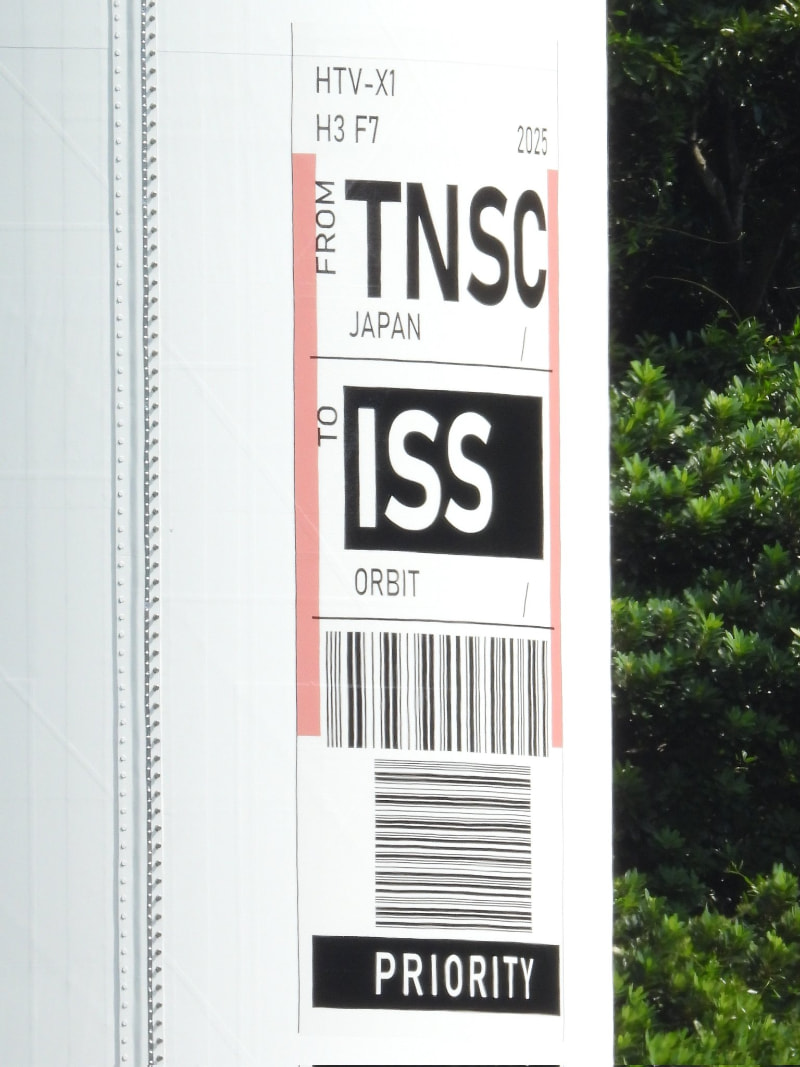 HTV-X1
H3 F7
2025
FROM
TNSC
JAPAN
/
TO
ISS
ORBIT
/
PRIORITY